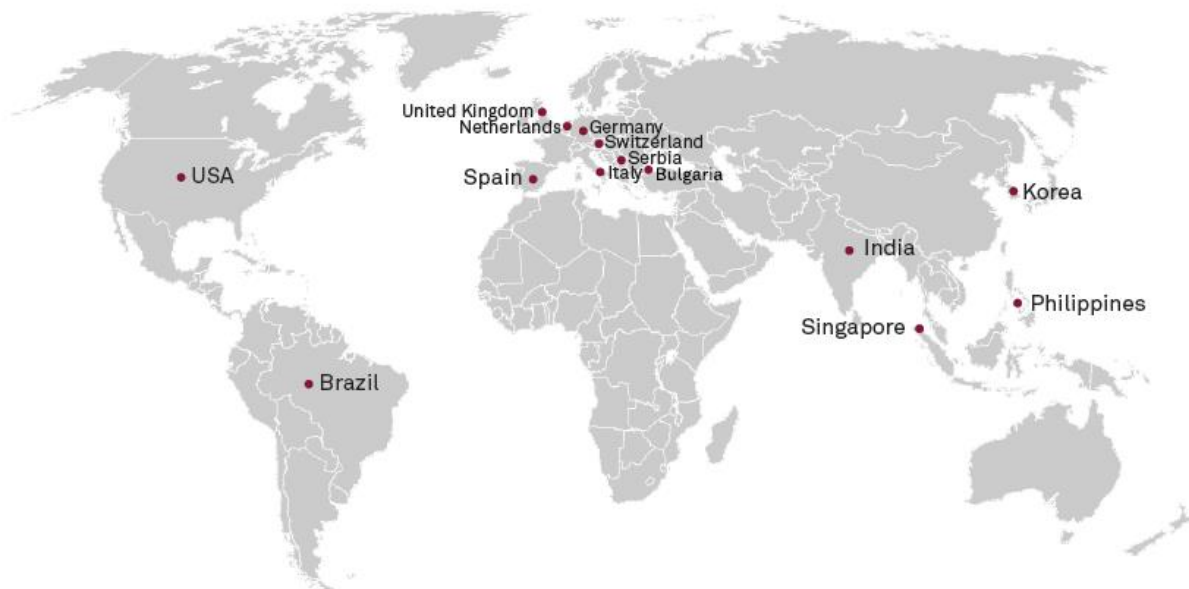 United Kingdom
Netherlands
Germany
Switzerland
Serbia
Spain
Italy
Bulgaria
USA
Korea
India
Philippines
Singapore
Brazil